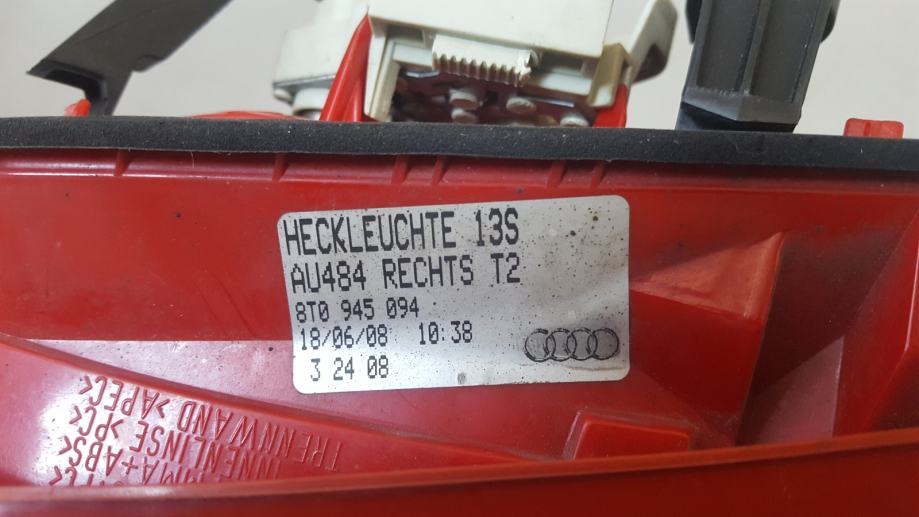 HECKLEUCHTE 13S
AU484 RECHTS T2
8T0 945 094
18/06/08 10:38
3 24 08
TRENNWAND >APEC<
INNENLINSE >PC<